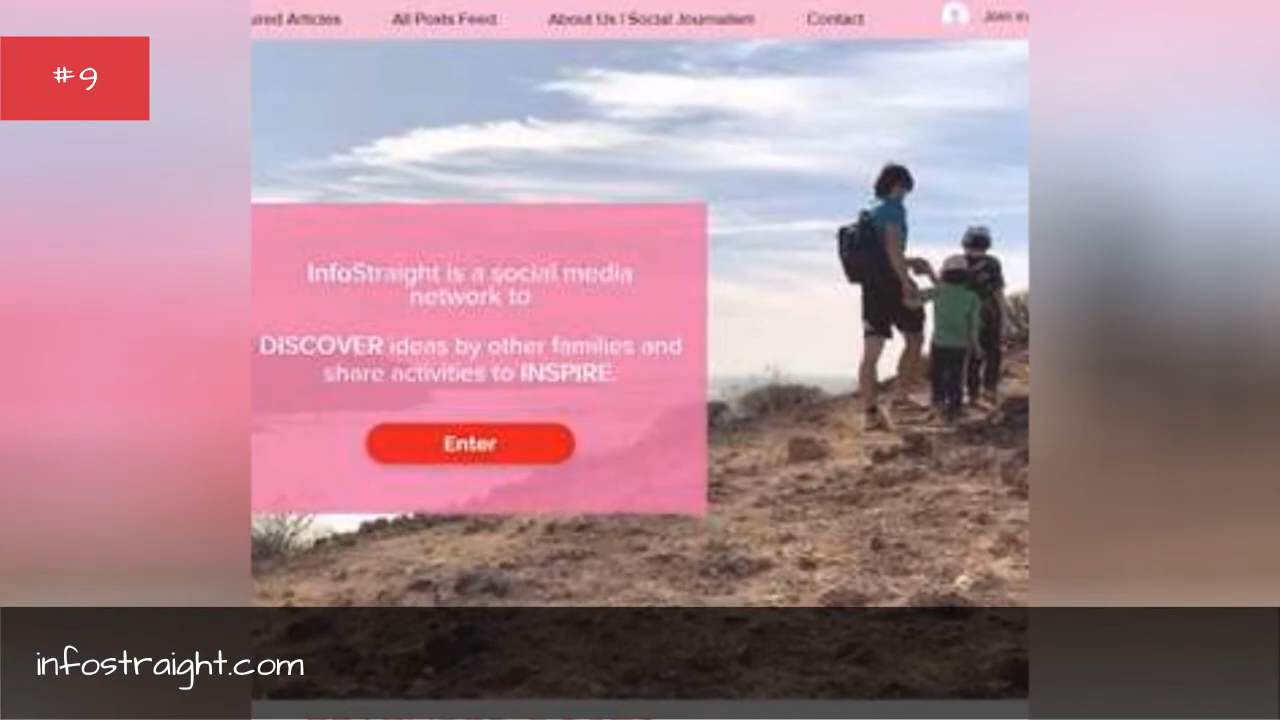 Articles
All Posts Feed
About Us | Social Journalism
Contact
Join
#9
InfoStraight is a social media
network to
DISCOVER ideas by other families and
share activities to INSPIRE.
Enter
infostraight.com